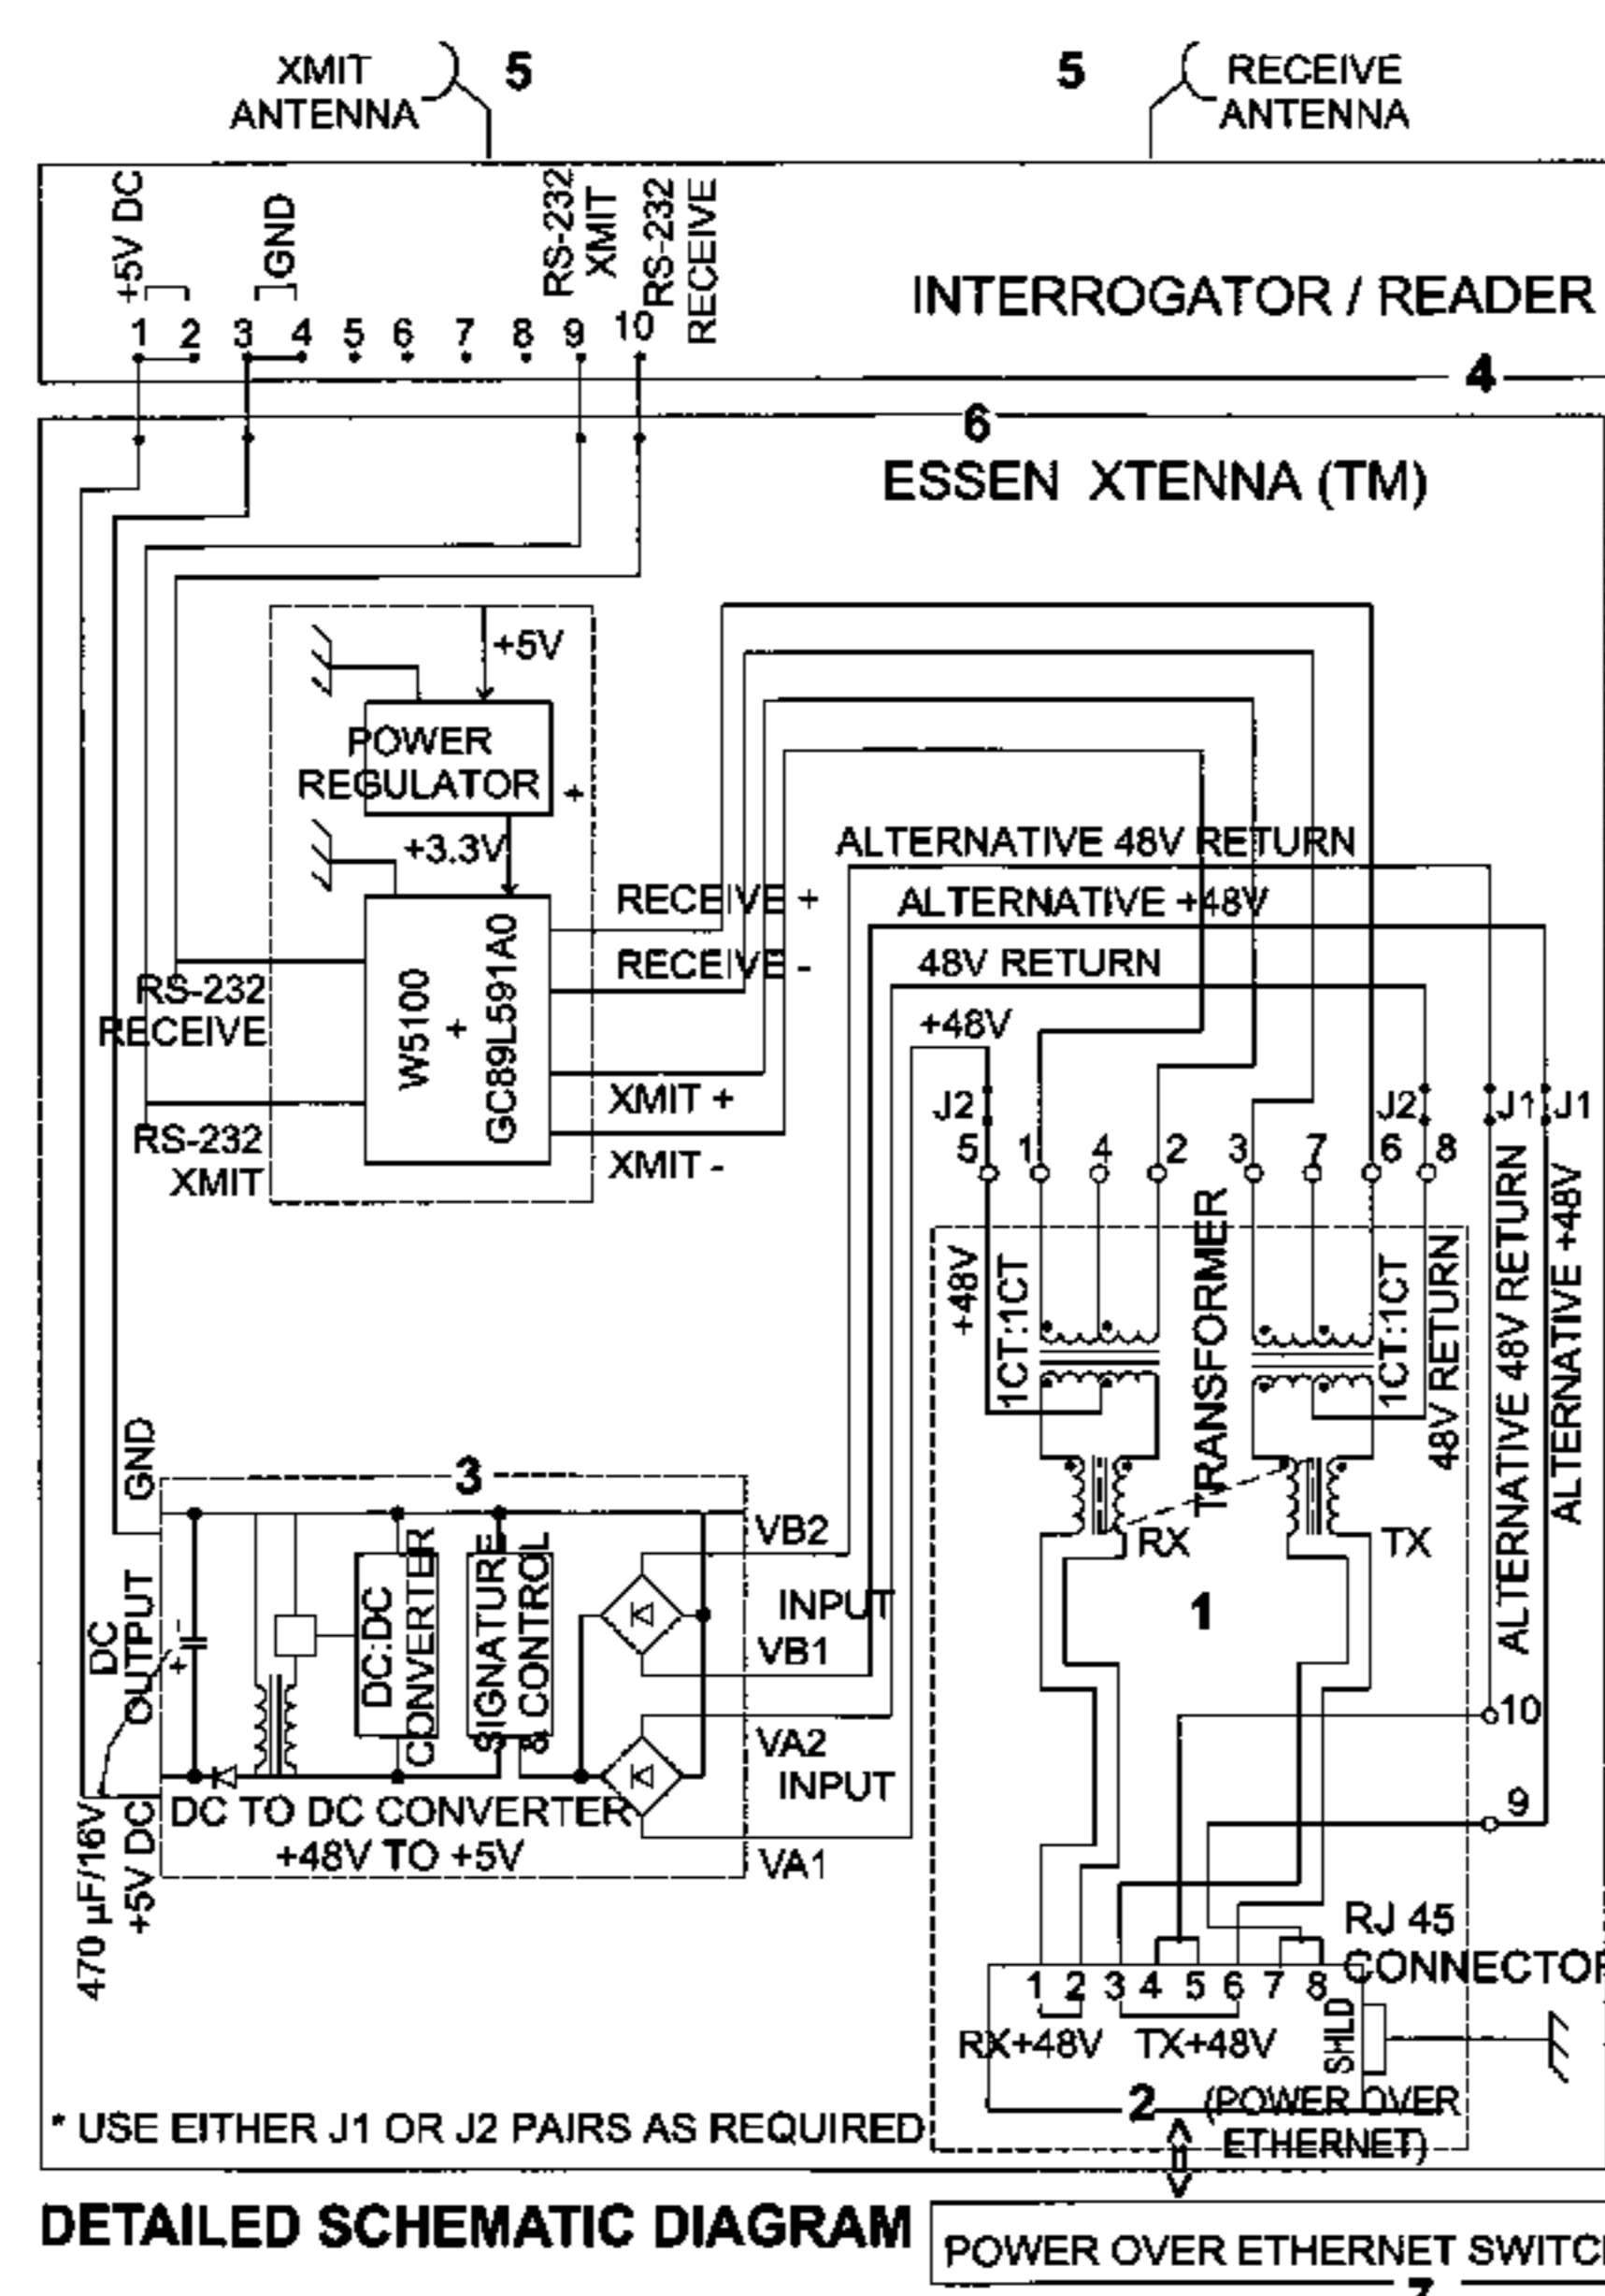 XMIT
ANTENNA
5
5
RECEIVE
ANTENNA
+5V DC
GND
RS-232
XMIT
RS-232
RECEIVE
INTERROGATOR / READER
1 2 3 4 5 6 7 8 9 10
4
6
ESSEN XTENNA (TM)
+5V
POWER
REGULATOR
+
+3.3V
ALTERNATIVE 48V RETURN
RECEIVE +
ALTERNATIVE +48V
RECEIVE -
48V RETURN
RS-232
RECEIVE
W5100
+
GC89L591A0
+48V
XMIT +
RS-232
XMIT
XMIT -
J2
J2
J1
J1
5 1 4 2 3 7 6 8
+48V
1CT:1CT
TRANSFORMER
1CT:1CT
48V RETURN
ALTERNATIVE 48V RETURN
ALTERNATIVE +48V
GND
3
VB2
RX
TX
DC
OUTPUT
- +
DC:DC
CONVERTER
SIGNATURE
& CONTROL
INPUT
VB1
1
VA2
INPUT
10
9
DC TO DC CONVERTER
+48V TO +5V
VA1
470 µF/16V
+5V DC
RJ 45
CONNECTOR
1 2 3 4 5 6 7 8
RX+48V
TX+48V
SHLD
2
(POWER OVER
ETHERNET)
* USE EITHER J1 OR J2 PAIRS AS REQUIRED
DETAILED SCHEMATIC DIAGRAM
POWER OVER ETHERNET SWITCH
7